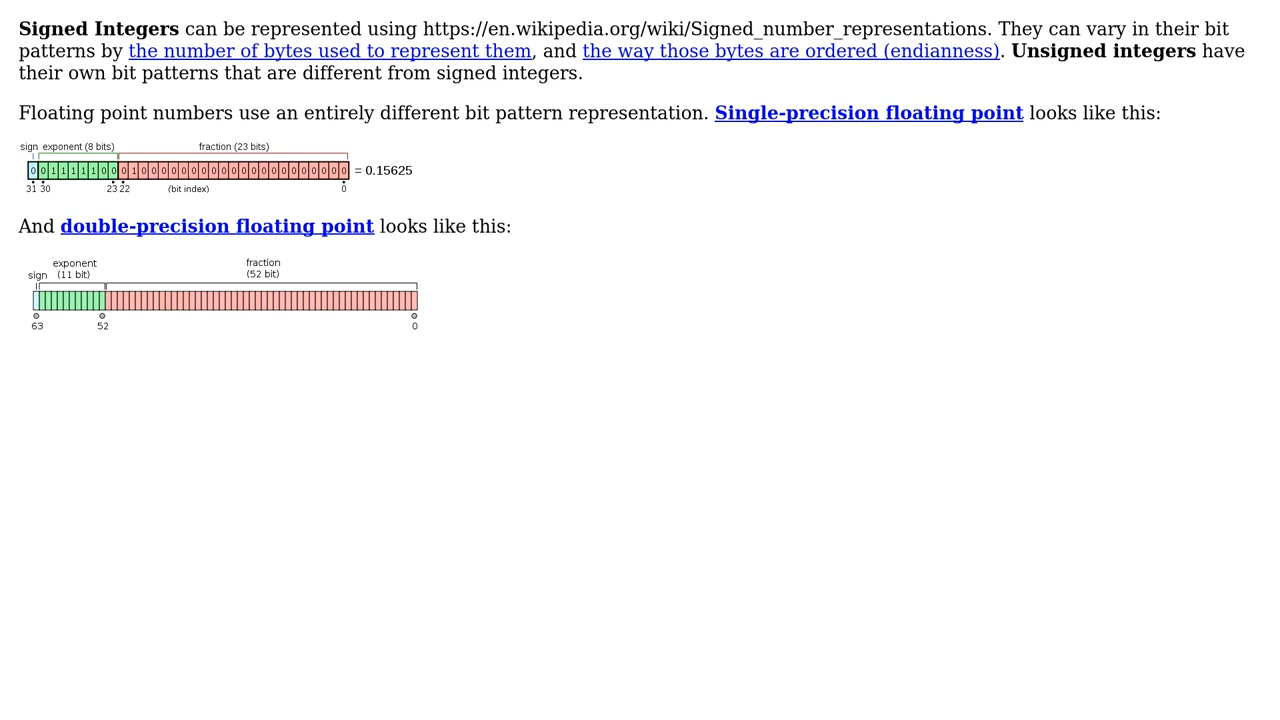 Signed Integers can be represented using https://en.wikipedia.org/wiki/Signed_number_representations. They can vary in their bit
patterns by the number of bytes used to represent them, and the way those bytes are ordered (endianness). Unsigned integers have
their own bit patterns that are different from signed integers.
Floating point numbers use an entirely different bit pattern representation. Single-precision floating point looks like this:
sign exponent (8 bits) fraction (23 bits)
0 0 1 1 1 1 1 0 0 0 1 0 0 0 0 0 0 0 0 0 0 0 0 0 0 0 0 0 0 0 0 0 = 0.15625
31 30 23 22 (bit index) 0
And double-precision floating point looks like this:
exponent fraction
sign (11 bit) (52 bit)
63 52 0